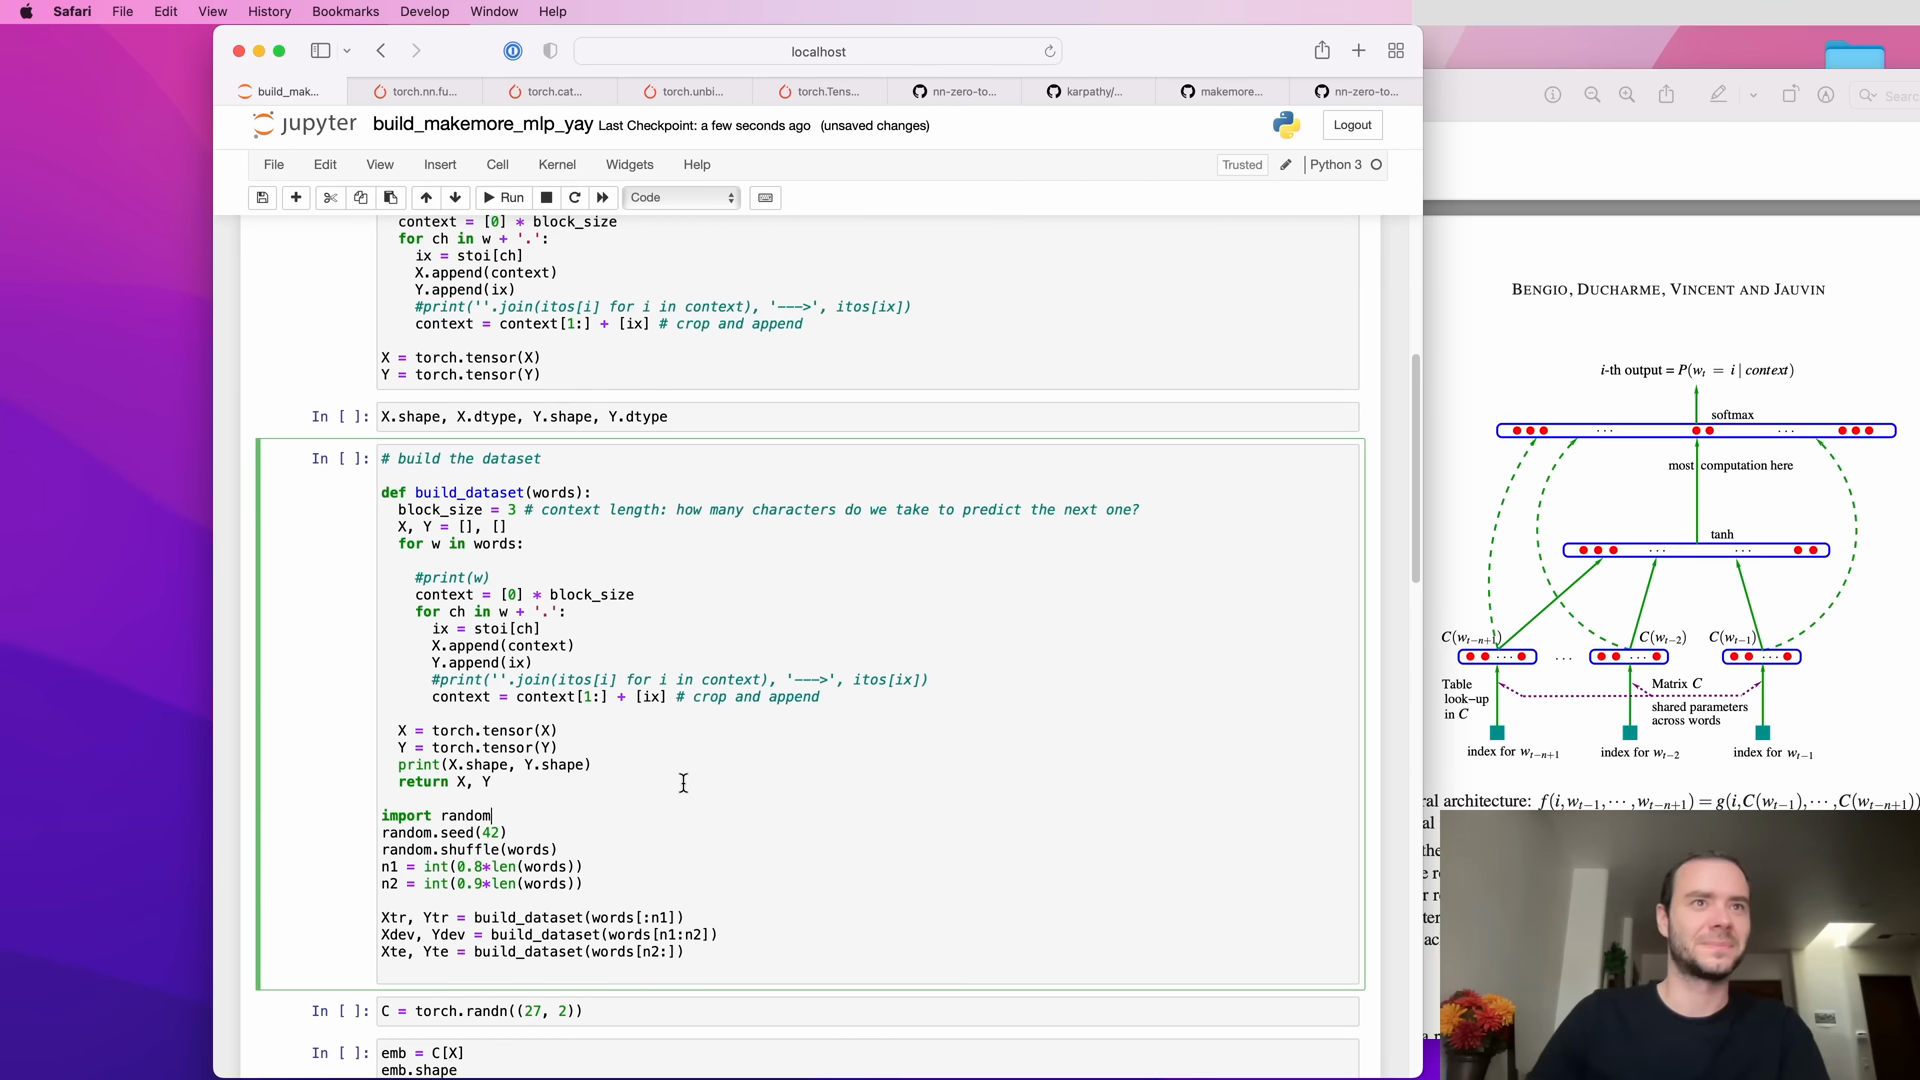 Safari File Edit View History Bookmarks Develop Window Help
localhost
build_mak...
torch.nn.fu...
torch.cat...
torch.unbi...
torch.Tens...
nn-zero-to...
karpathy/...
makemore...
nn-zero-to...
jupyter build_makemore_mlp_yay Last Checkpoint: a few seconds ago (unsaved changes)
Logout
File Edit View Insert Cell Kernel Widgets Help
Trusted
Python 3
Run
Code
Search
context = [0] * block_size
for ch in w + '.':
ix = stoi[ch]
X.append(context)
Y.append(ix)
#print(''.join(itos[i] for i in context), '--->', itos[ix])
context = context[1:] + [ix] # crop and append
X = torch.tensor(X)
Y = torch.tensor(Y)
In [ ]: X.shape, X.dtype, Y.shape, Y.dtype
In [ ]: # build the dataset
def build_dataset(words):
block_size = 3 # context length: how many characters do we take to predict the next one?
X, Y = [], []
for w in words:
#print(w)
context = [0] * block_size
for ch in w + '.':
ix = stoi[ch]
X.append(context)
Y.append(ix)
#print(''.join(itos[i] for i in context), '--->', itos[ix])
context = context[1:] + [ix] # crop and append
X = torch.tensor(X)
Y = torch.tensor(Y)
print(X.shape, Y.shape)
return X, Y
import random
random.seed(42)
random.shuffle(words)
n1 = int(0.8*len(words))
n2 = int(0.9*len(words))
Xtr, Ytr = build_dataset(words[:n1])
Xdev, Ydev = build_dataset(words[n1:n2])
Xte, Yte = build_dataset(words[n2:])
In [ ]: C = torch.randn((27, 2))
In [ ]: emb = C[X]
emb.shape
BENGIO, DUCHARME, VINCENT AND JAUVIN
i-th output = P(w_t = i | context)
softmax
. . .
. . .
most computation here
tanh
. . .
. . .
C(w_{t−n+1})
C(w_{t−2})
C(w_{t−1})
. . .
Table look−up in C
Matrix C
shared parameters
across words
index for w_{t−n+1}
index for w_{t−2}
index for w_{t−1}
ral architecture: f(i,w_{t−1},··· ,w_{t−n+1}) = g(i,C(w_{t−1}),··· ,C(w_{t−n+1}))